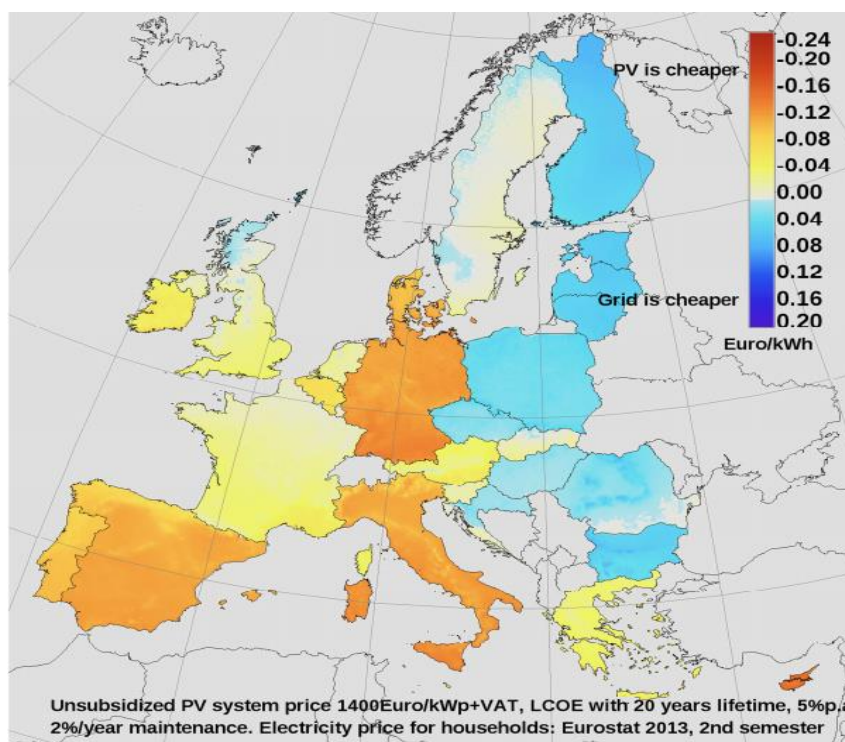 -0.24
-0.20
PV is cheaper
-0.16
-0.12
-0.08
-0.04
0.00
0.04
0.08
0.12
Grid is cheaper
0.16
0.20
Euro/kWh
Unsubsidized PV system price 1400Euro/kWp+VAT, LCOE with 20 years lifetime, 5%p.a
2%/year maintenance. Electricity price for households: Eurostat 2013, 2nd semester